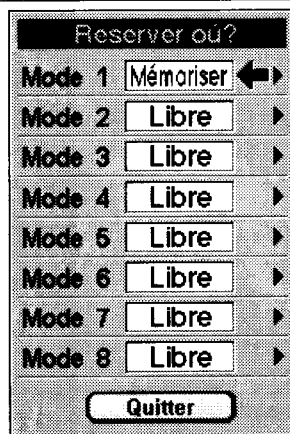 Reserver où?
Mode 1 Mémoriser
Mode 2 Libre
Mode 3 Libre
Mode 4 Libre
Mode 5 Libre
Mode 6 Libre
Mode 7 Libre
Mode 8 Libre
Quitter